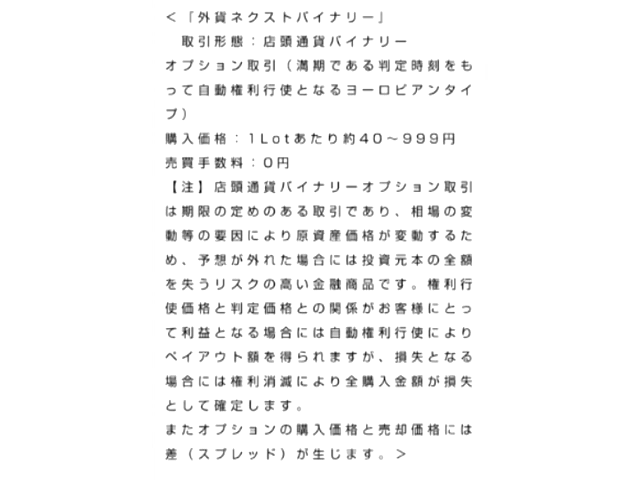 ＜「外貨ネクストバイナリー」
取引形態：店頭通貨バイナリー
オプション取引（満期である判定時刻をも
って自動権利行使となるヨーロピアンタイ
プ）
購入価格：1Lotあたり約40～999円
売買手数料：0円
【注】店頭通貨バイナリーオプション取引
は期限の定めのある取引であり、相場の変
動等の要因により原資産価格が変動するた
め、予想が外れた場合には投資元本の全額
を失うリスクの高い金融商品です。権利行
使価格と判定価格との関係がお客様にとっ
て利益となる場合には自動権利行使により
ペイアウト額を得られますが、損失となる
場合には権利消滅により全購入金額が損失
として確定します。
またオプションの購入価格と売却価格には
差（スプレッド）が生じます。＞